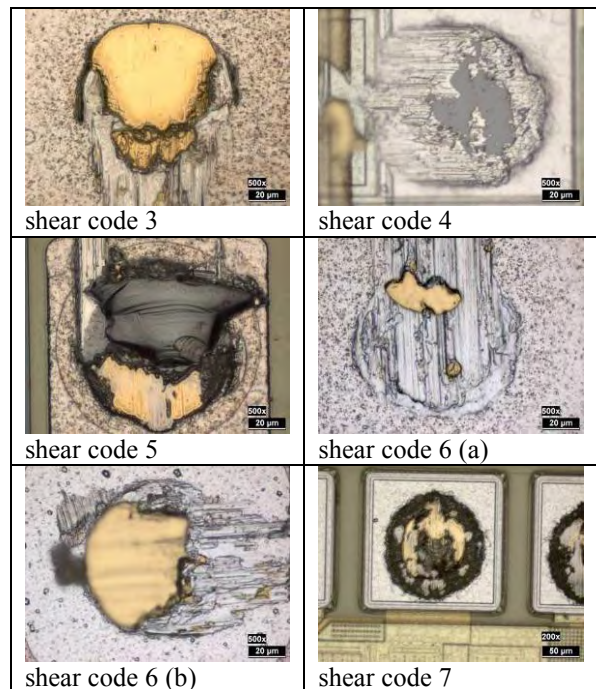 500x
20 µm
shear code 3
500x
20 µm
shear code 4
500x
20 µm
shear code 5
500x
20 µm
shear code 6 (a)
500x
20 µm
shear code 6 (b)
200x
50 µm
shear code 7